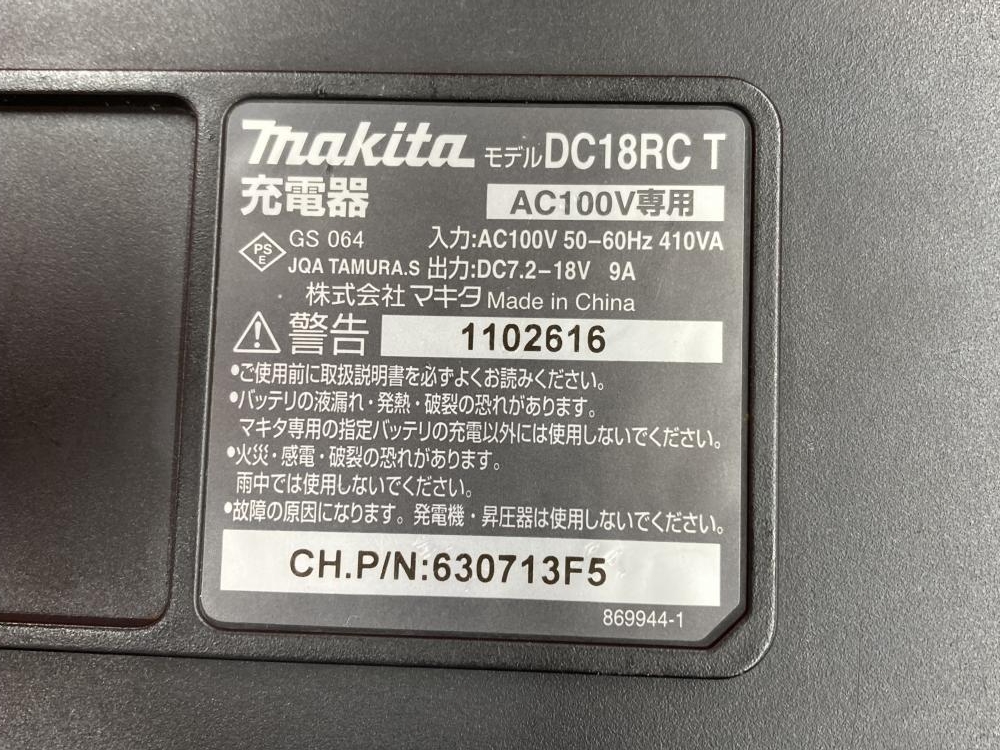 makita モデルDC18RC T
充電器 AC100V専用
PSE GS 064 入力:AC100V 50-60Hz 410VA
JQA TAMURA.S 出力:DC7.2-18V 9A
株式会社マキタ Made in China
警告 1102616
•ご使用前に取扱説明書を必ずよくお読みください。
•バッテリの液漏れ・発熱・破裂の恐れがあります。
マキタ専用の指定バッテリの充電以外には使用しないでください。
•火災・感電・破裂の恐れがあります。
雨中では使用しないでください。
•故障の原因になります。発電機・昇圧器は使用しないでください。
CH.P/N:630713F5
869944-1